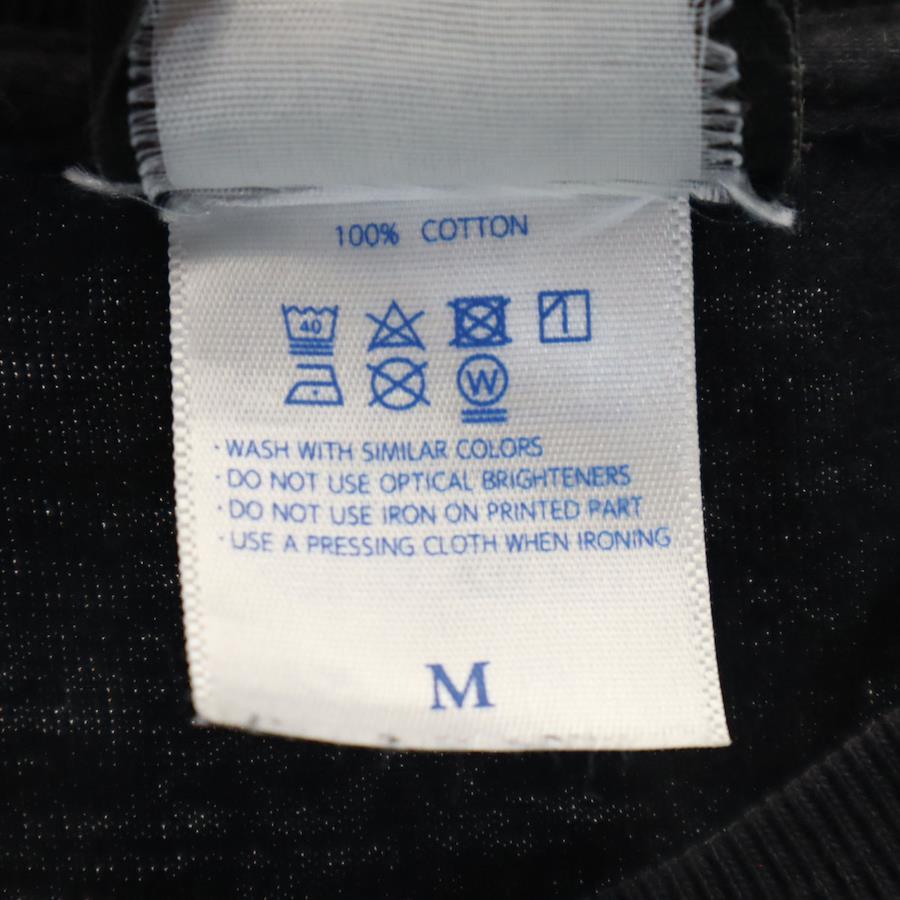 100% COTTON
40
W
· WASH WITH SIMILAR COLORS
· DO NOT USE OPTICAL BRIGHTENERS
· DO NOT USE IRON ON PRINTED PART
· USE A PRESSING CLOTH WHEN IRONING
M